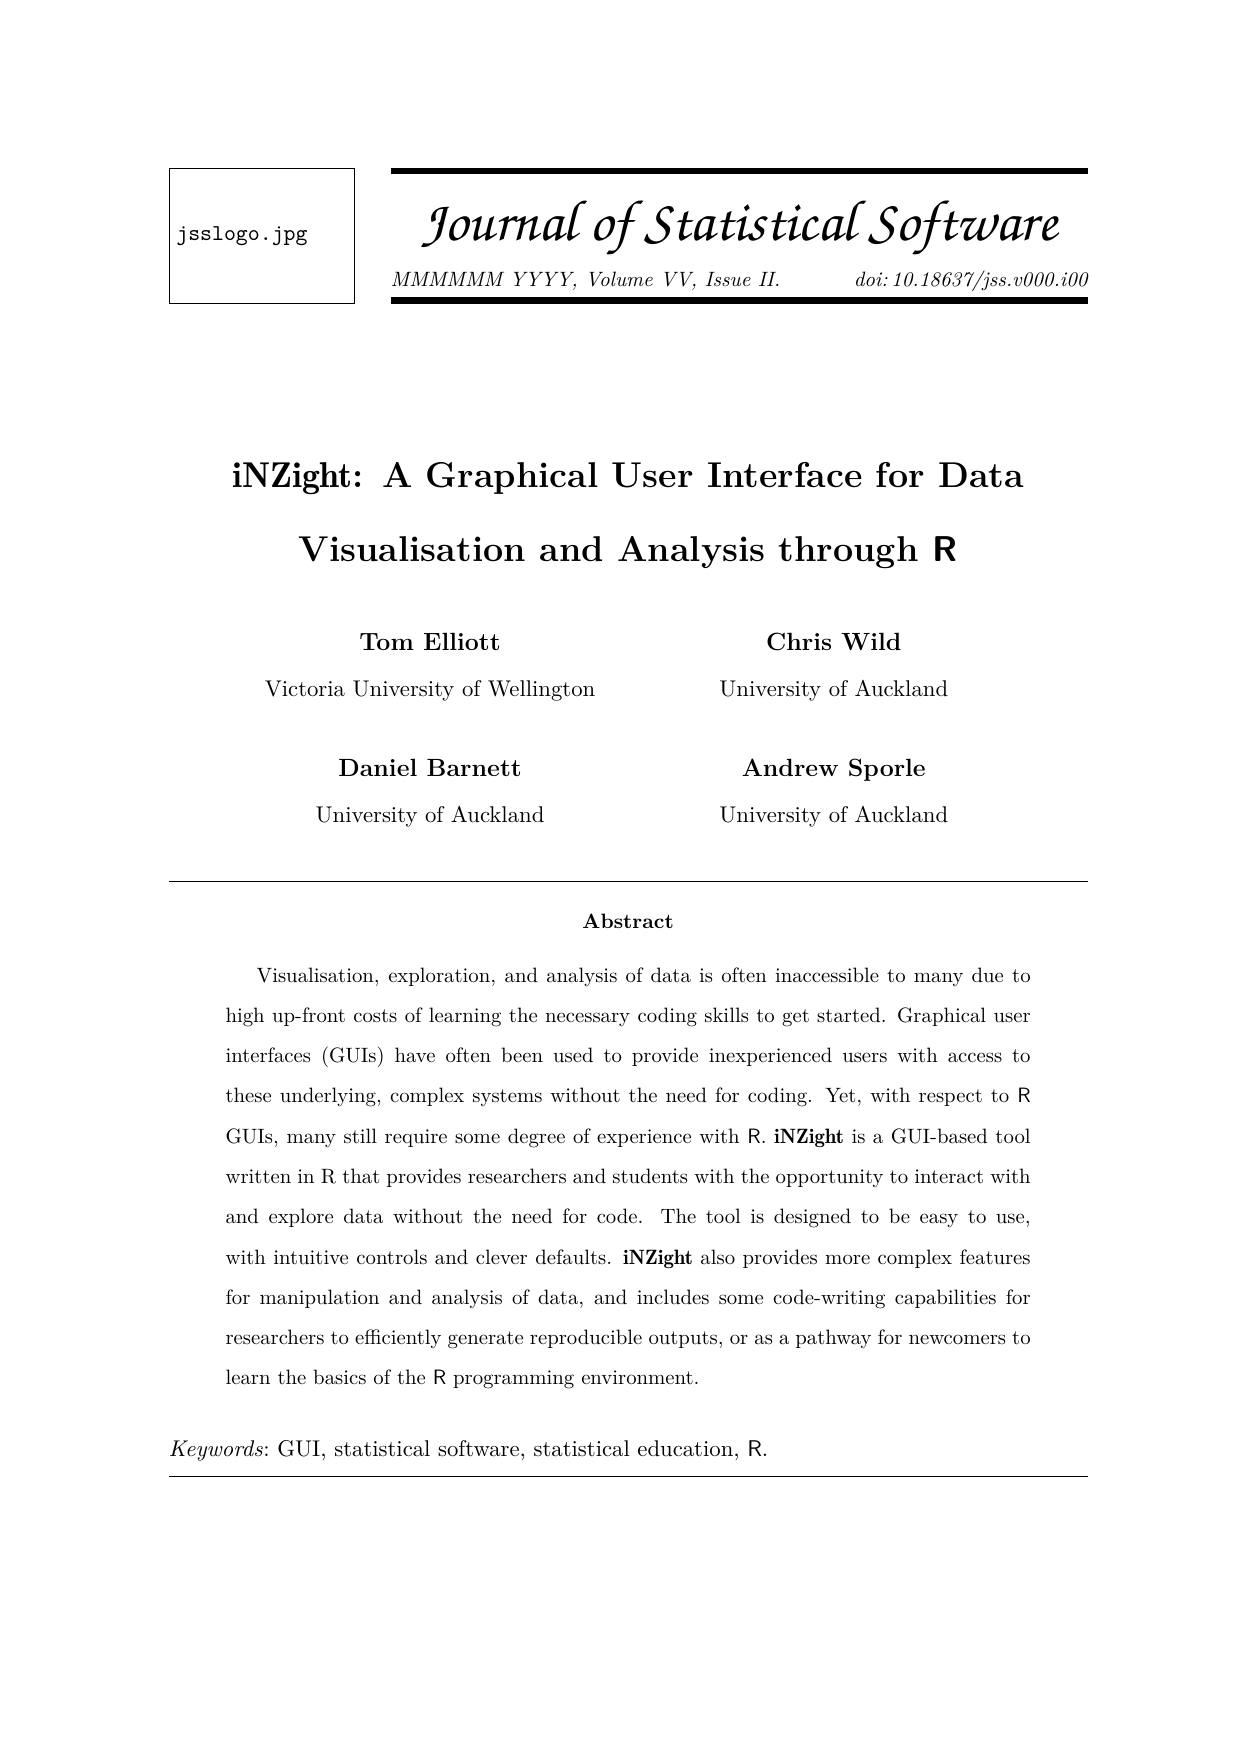 jsslogo.jpg
Journal of Statistical Software
MMMMMM YYYY, Volume VV, Issue II. doi: 10.18637/jss.v000.i00
iNZight: A Graphical User Interface for Data
Visualisation and Analysis through R
Tom Elliott
Victoria University of Wellington
Chris Wild
University of Auckland
Daniel Barnett
University of Auckland
Andrew Sporle
University of Auckland
Abstract
Visualisation, exploration, and analysis of data is often inaccessible to many due to
high up-front costs of learning the necessary coding skills to get started. Graphical user
interfaces (GUIs) have often been used to provide inexperienced users with access to
these underlying, complex systems without the need for coding. Yet, with respect to R
GUIs, many still require some degree of experience with R. iNZight is a GUI-based tool
written in R that provides researchers and students with the opportunity to interact with
and explore data without the need for code. The tool is designed to be easy to use,
with intuitive controls and clever defaults. iNZight also provides more complex features
for manipulation and analysis of data, and includes some code-writing capabilities for
researchers to efficiently generate reproducible outputs, or as a pathway for newcomers to
learn the basics of the R programming environment.
Keywords: GUI, statistical software, statistical education, R.